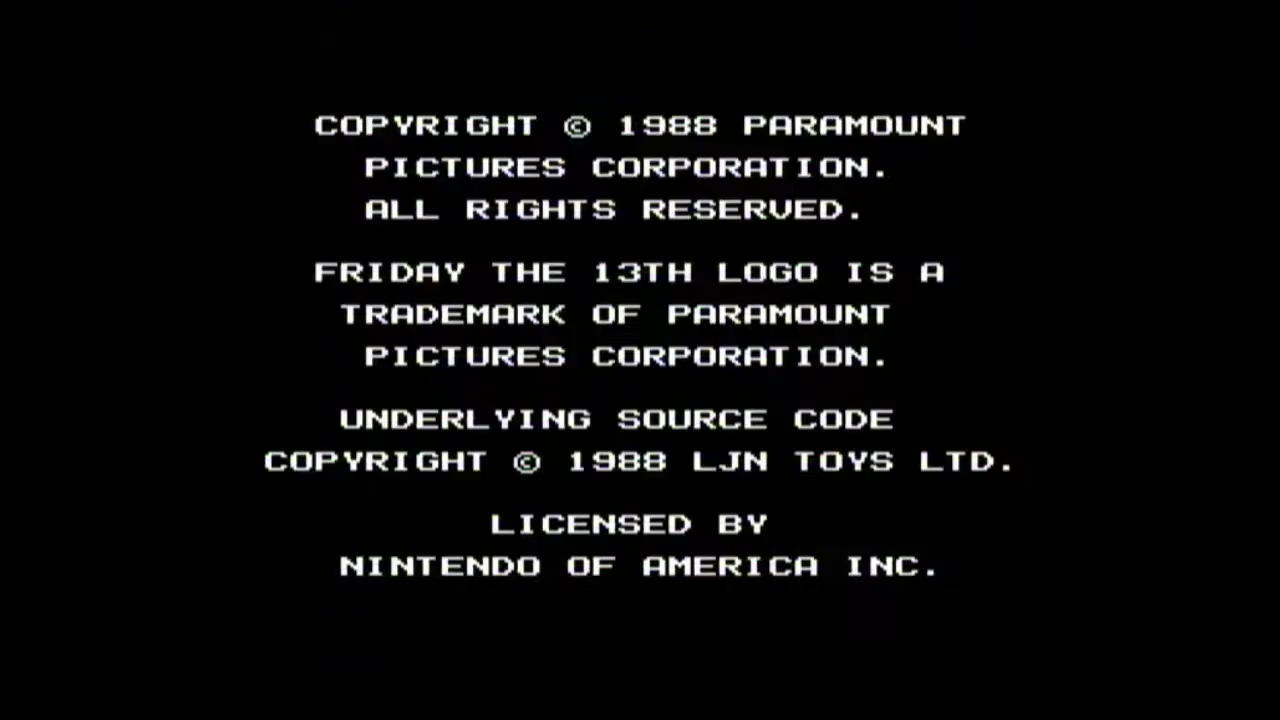 COPYRIGHT © 1988 PARAMOUNT
PICTURES CORPORATION.
ALL RIGHTS RESERVED.
FRIDAY THE 13TH LOGO IS A
TRADEMARK OF PARAMOUNT
PICTURES CORPORATION.
UNDERLYING SOURCE CODE
COPYRIGHT © 1988 LJN TOYS LTD.
LICENSED BY
NINTENDO OF AMERICA INC.